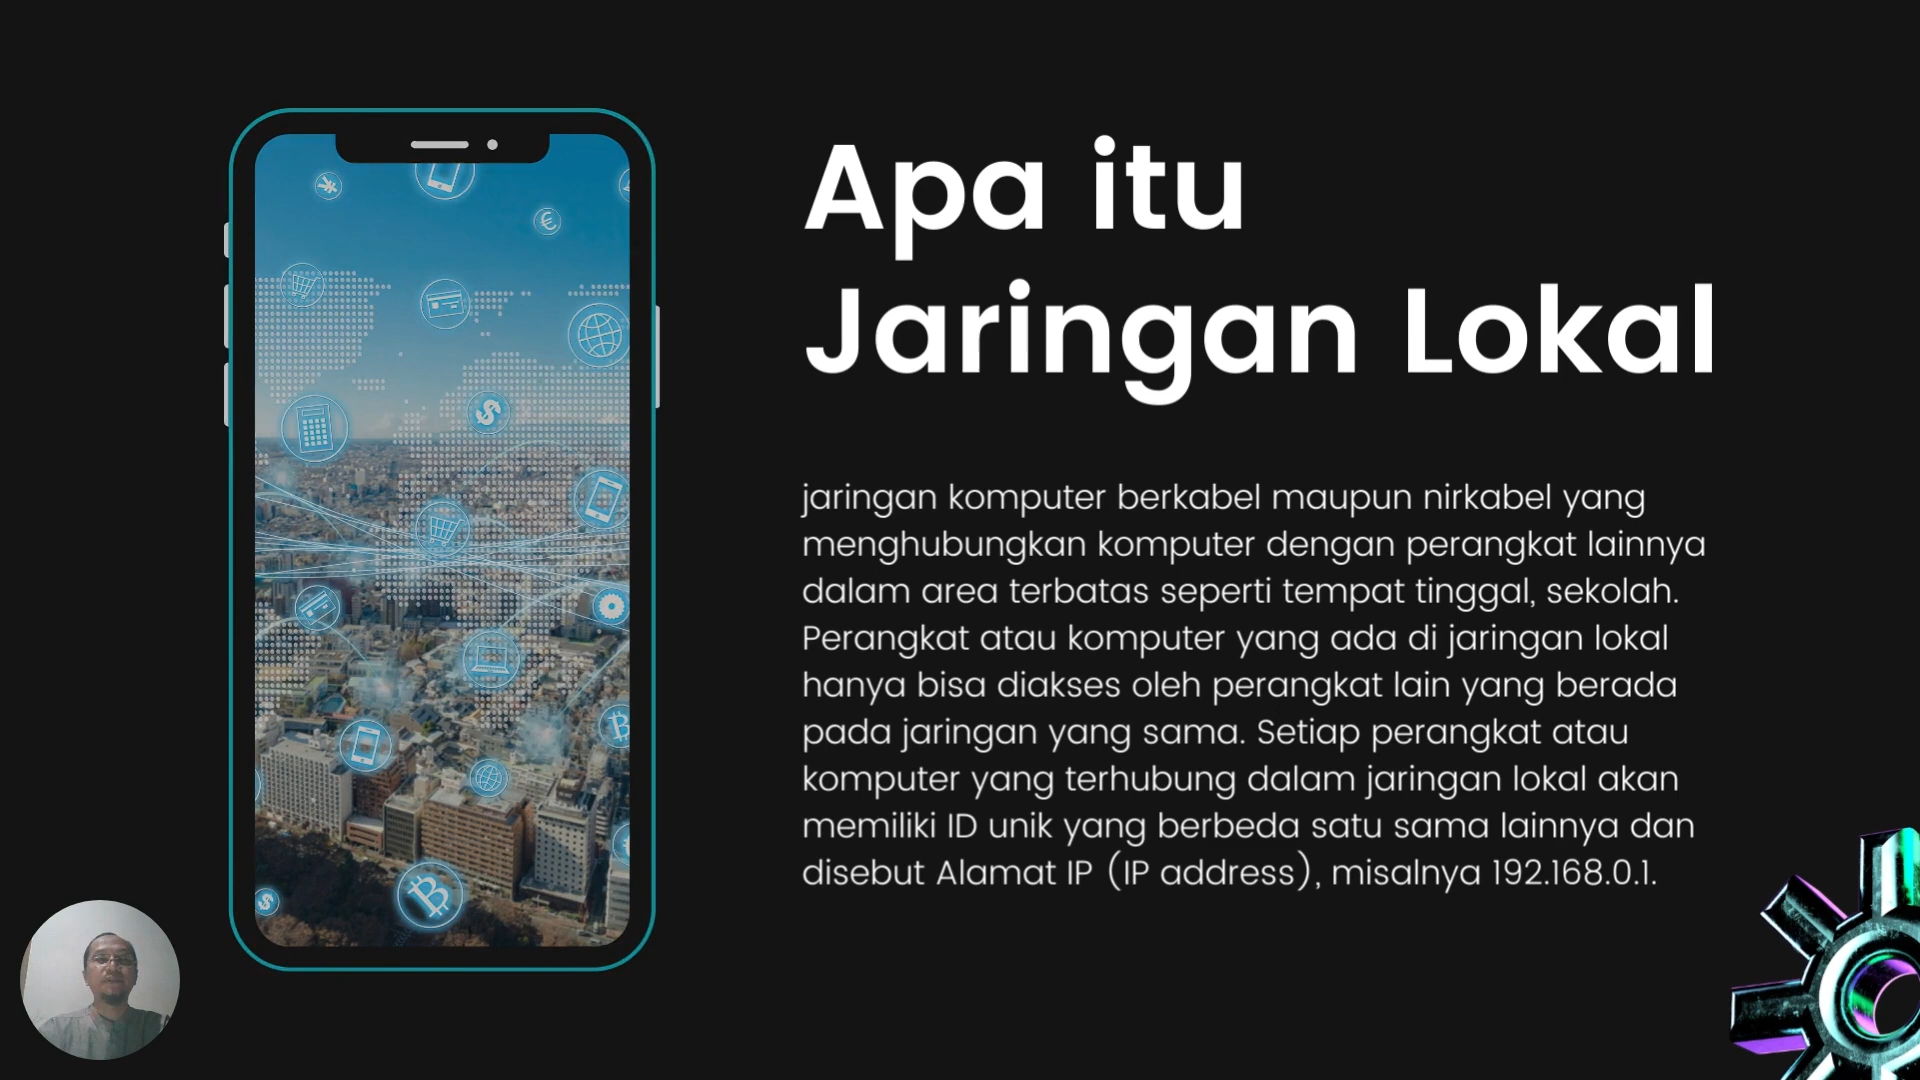 Apa itu
Jaringan Lokal
jaringan komputer berkabel maupun nirkabel yang
menghubungkan komputer dengan perangkat lainnya
dalam area terbatas seperti tempat tinggal, sekolah.
Perangkat atau komputer yang ada di jaringan lokal
hanya bisa diakses oleh perangkat lain yang berada
pada jaringan yang sama. Setiap perangkat atau
komputer yang terhubung dalam jaringan lokal akan
memiliki ID unik yang berbeda satu sama lainnya dan
disebut Alamat IP (IP address), misalnya 192.168.0.1.